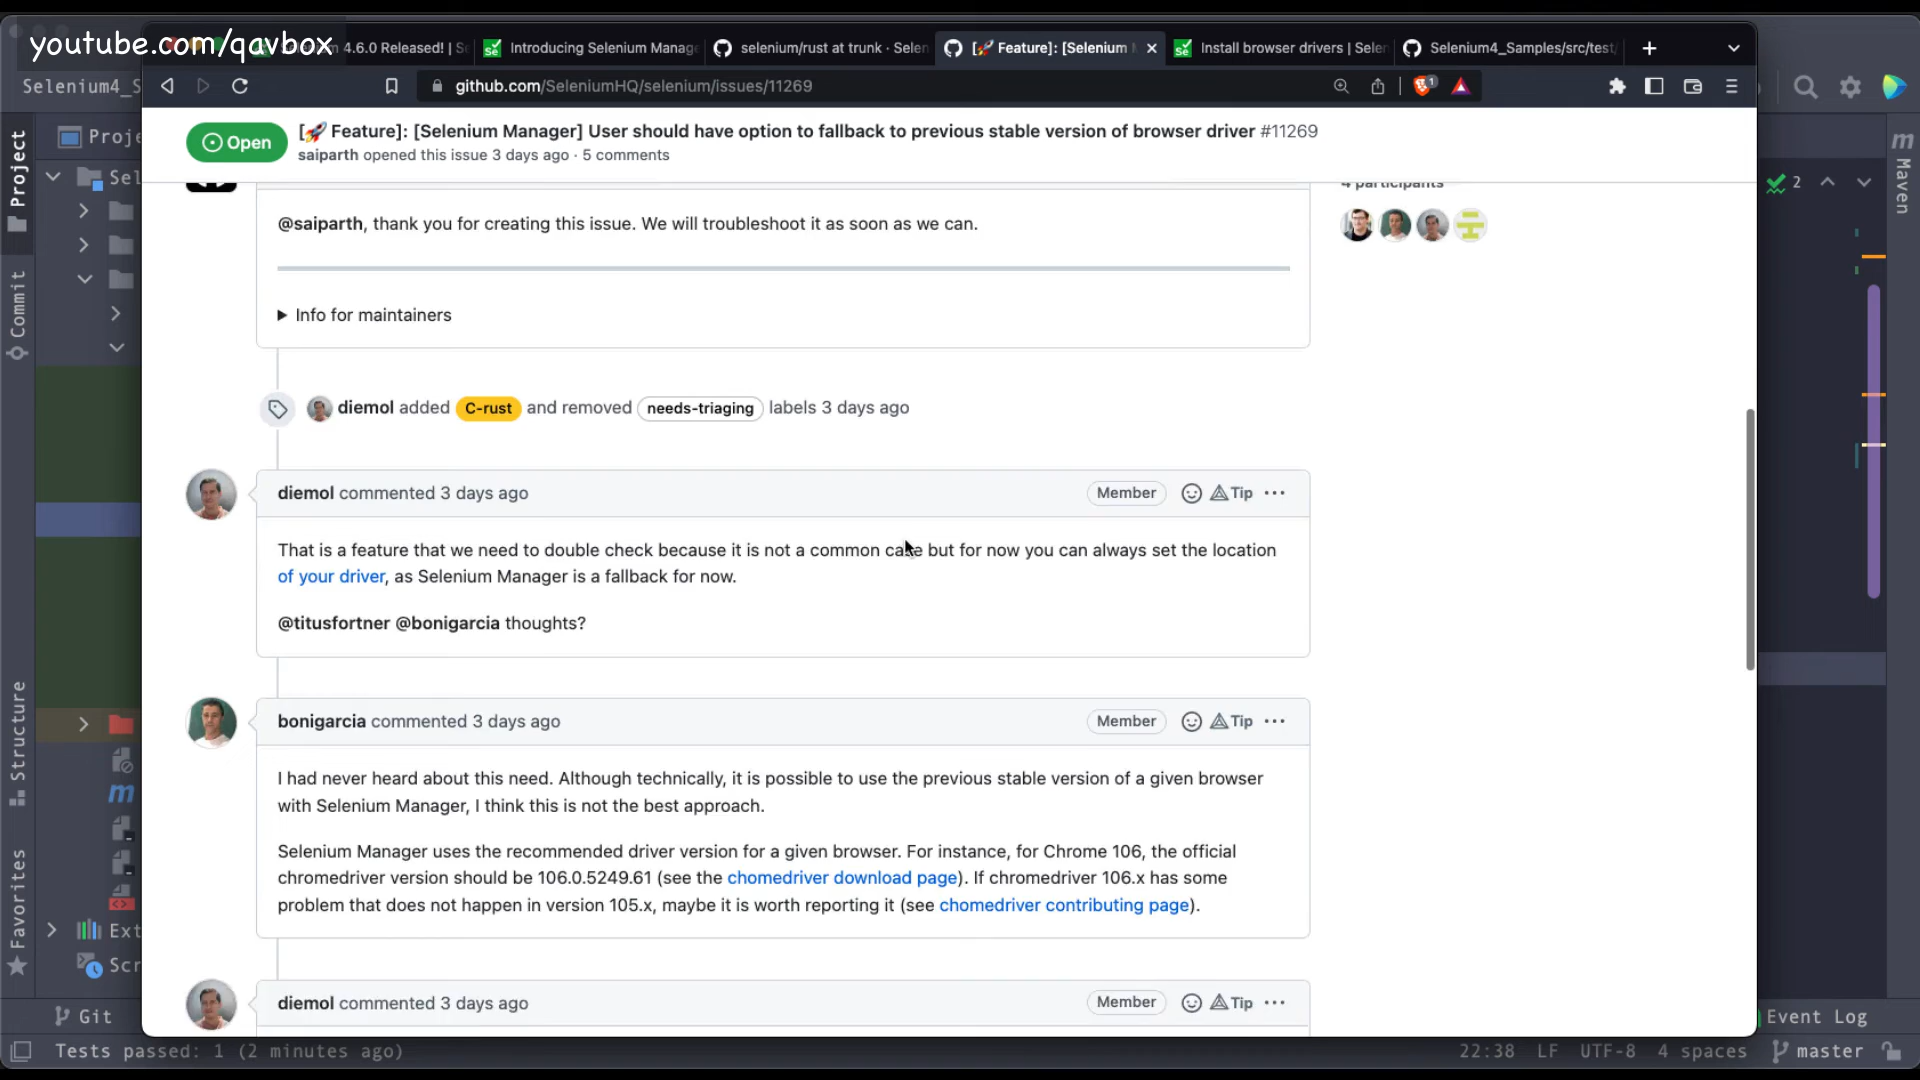 youtube.com/qavbox
4.6.0 Released! | S
Introducing Selenium Manage
selenium/rust at trunk · Selen
[🚀 Feature]: [Selenium M
Install browser drivers | Selen
Selenium4_Samples/src/test/
Selenium4_S
github.com/SeleniumHQ/selenium/issues/11269
Open
[🚀 Feature]: [Selenium Manager] User should have option to fallback to previous stable version of browser driver #11269
saiparth opened this issue 3 days ago · 5 comments
4 participants
@saiparth, thank you for creating this issue. We will troubleshoot it as soon as we can.
Info for maintainers
diemol added C-rust and removed needs-triaging labels 3 days ago
diemol commented 3 days ago
Member
Tip
That is a feature that we need to double check because it is not a common case but for now you can always set the location
of your driver, as Selenium Manager is a fallback for now.
@titusfortner @bonigarcia thoughts?
bonigarcia commented 3 days ago
Member
Tip
I had never heard about this need. Although technically, it is possible to use the previous stable version of a given browser
with Selenium Manager, I think this is not the best approach.
Selenium Manager uses the recommended driver version for a given browser. For instance, for Chrome 106, the official
chromedriver version should be 106.0.5249.61 (see the chomedriver download page). If chromedriver 106.x has some
problem that does not happen in version 105.x, maybe it is worth reporting it (see chomedriver contributing page).
diemol commented 3 days ago
Member
Tip
Project
Commit
Structure
Favorites
Proje
Sel
m
Ext
Scr
2
m
Maven
Git
Event Log
Tests passed: 1 (2 minutes ago)
22:38
LF
UTF-8
4 spaces
master